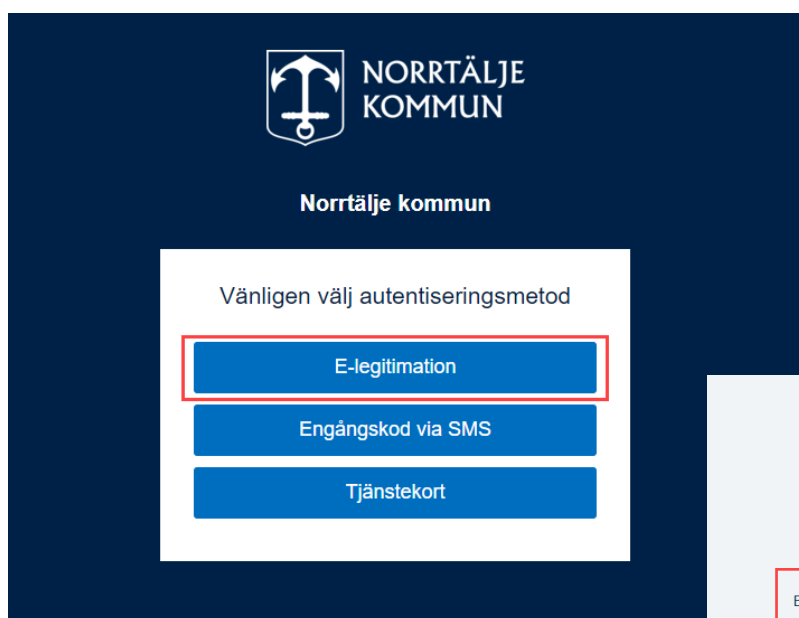 NORRTÄLJE
KOMMUN
Norrtälje kommun
Vänligen välj autentiseringsmetod
E-legitimation
Engångskod via SMS
Tjänstekort